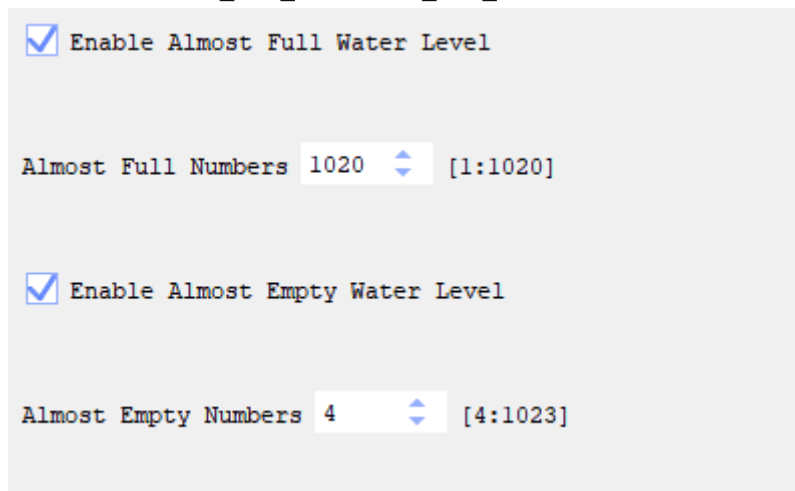 Enable Almost Full Water Level
Almost Full Numbers 1020 [1:1020]
Enable Almost Empty Water Level
Almost Empty Numbers 4 [4:1023]